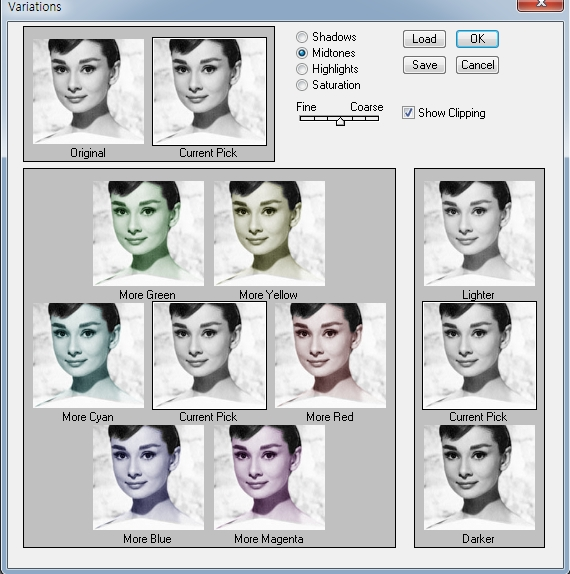 Variations
Original
Current Pick
Shadows
Midtones
Highlights
Saturation
Fine
Coarse
Load
OK
Save
Cancel
Show Clipping
More Green
More Yellow
More Cyan
Current Pick
More Red
More Blue
More Magenta
Lighter
Current Pick
Darker